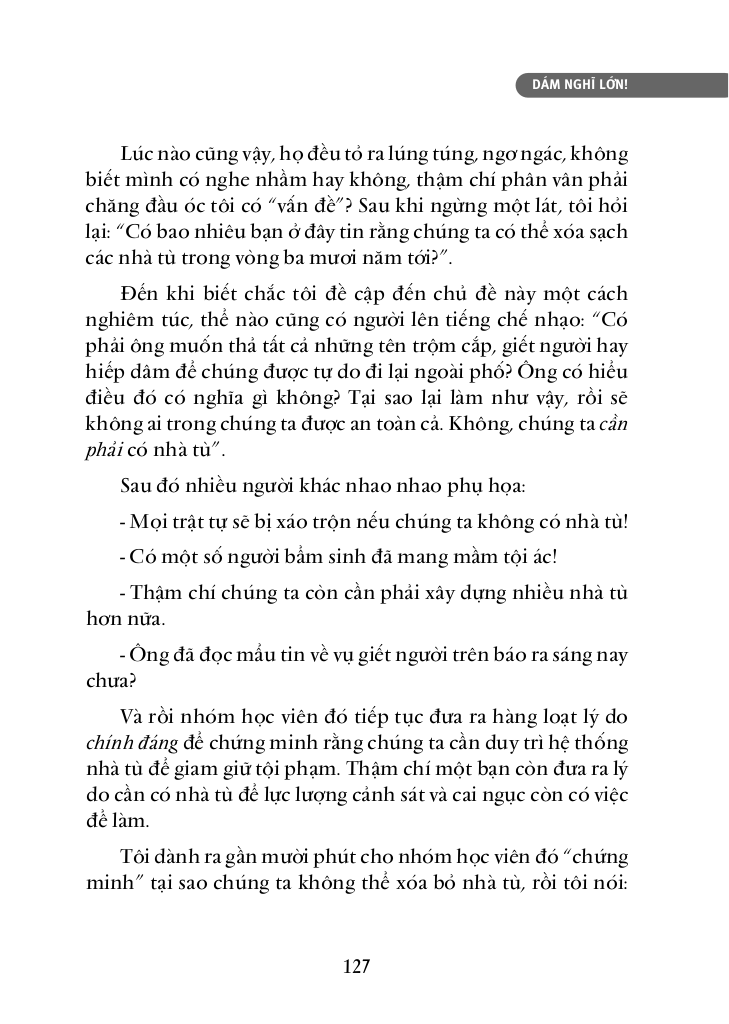 DÁM NGHĨ LỚN!
Lúc nào cũng vậy, họ đều tỏ ra lúng túng, ngơ ngác, không
biết mình có nghe nhầm hay không, thậm chí phân vân phải
chăng đầu óc tôi có “vấn đề”? Sau khi ngừng một lát, tôi hỏi
lại: “Có bao nhiêu bạn ở đây tin rằng chúng ta có thể xóa sạch
các nhà tù trong vòng ba mươi năm tới?”.
Đến khi biết chắc tôi đề cập đến chủ đề này một cách
nghiêm túc, thể nào cũng có người lên tiếng chế nhạo: “Có
phải ông muốn thả tất cả những tên trộm cắp, giết người hay
hiếp dâm để chúng được tự do đi lại ngoài phố? Ông có hiểu
điều đó có nghĩa gì không? Tại sao lại làm như vậy, rồi sẽ
không ai trong chúng ta được an toàn cả. Không, chúng ta cần
phải có nhà tù”.
Sau đó nhiều người khác nhao nhao phụ họa:
- Mọi trật tự sẽ bị xáo trộn nếu chúng ta không có nhà tù!
- Có một số người bẩm sinh đã mang mầm tội ác!
- Thậm chí chúng ta còn cần phải xây dựng nhiều nhà tù
hơn nữa.
- Ông đã đọc mẩu tin về vụ giết người trên báo ra sáng nay
chưa?
Và rồi nhóm học viên đó tiếp tục đưa ra hàng loạt lý do
chính đáng để chứng minh rằng chúng ta cần duy trì hệ thống
nhà tù để giam giữ tội phạm. Thậm chí một bạn còn đưa ra lý
do cần có nhà tù để lực lượng cảnh sát và cai ngục còn có việc
để làm.
Tôi dành ra gần mười phút cho nhóm học viên đó “chứng
minh” tại sao chúng ta không thể xóa bỏ nhà tù, rồi tôi nói:
127